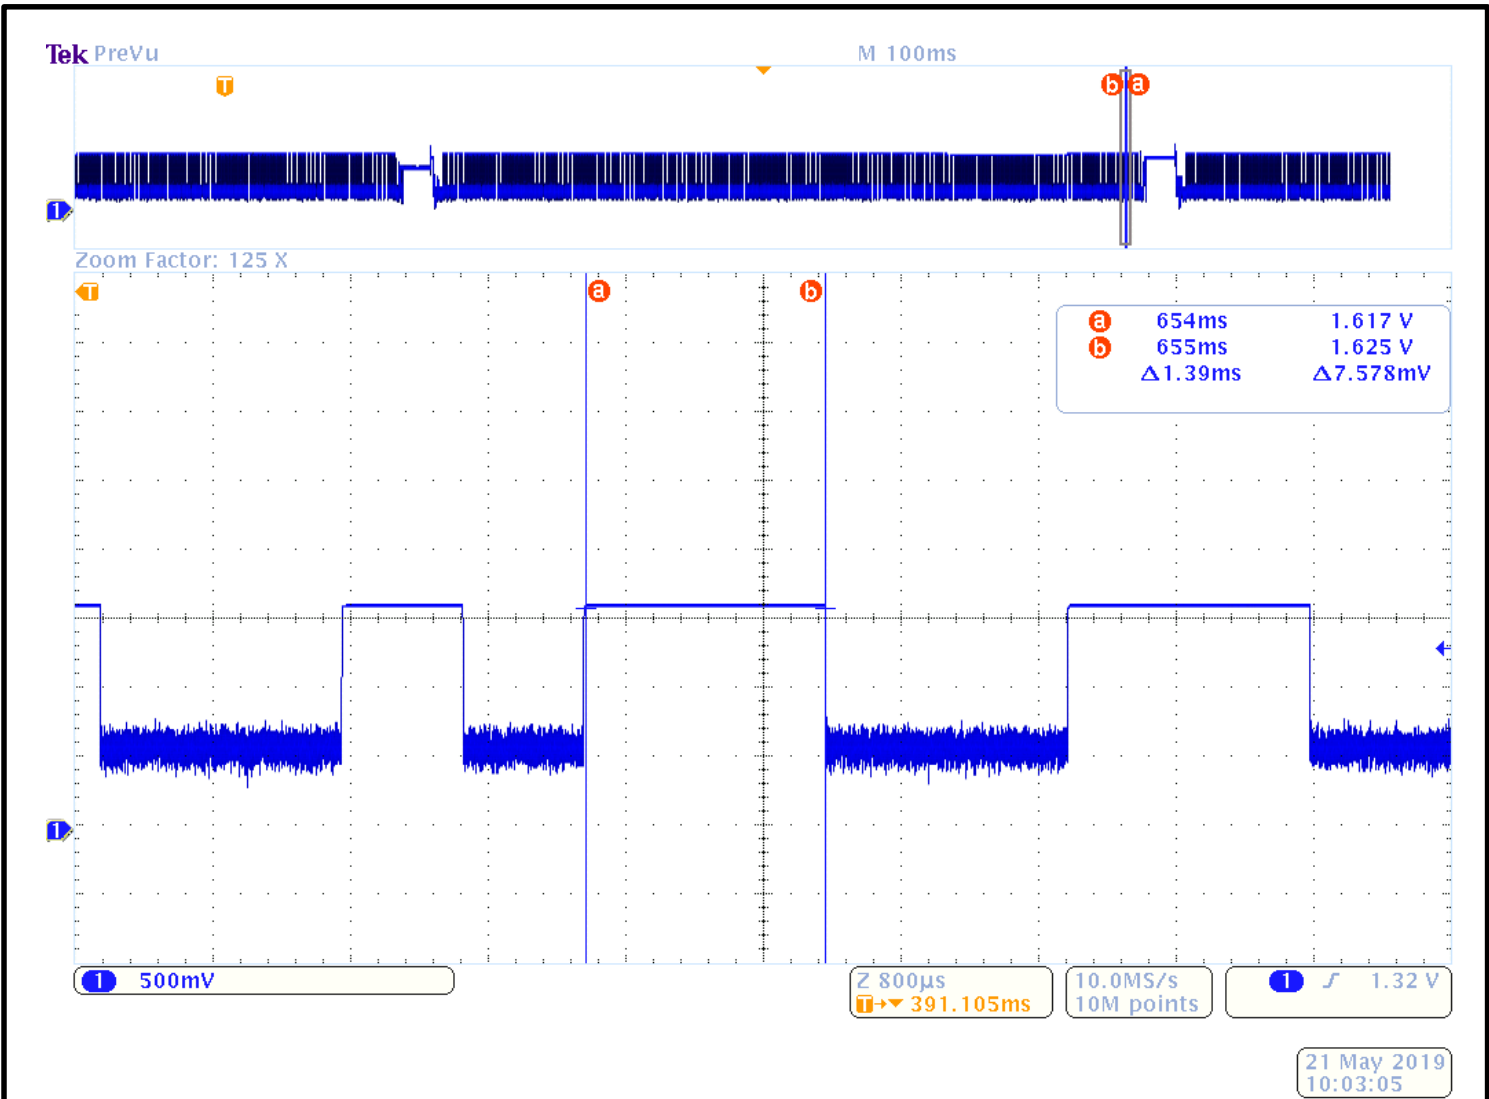 Tek PreVu M 100ms
T
b a
1
Zoom Factor: 125 X
T a b
a 654ms 1.617 V
b 655ms 1.625 V
Δ1.39ms Δ7.578mV
1
1 500mV
Z 800µs
T→▼ 391.105ms
10.0MS/s
10M points
1 ∫ 1.32 V
21 May 2019
10:03:05